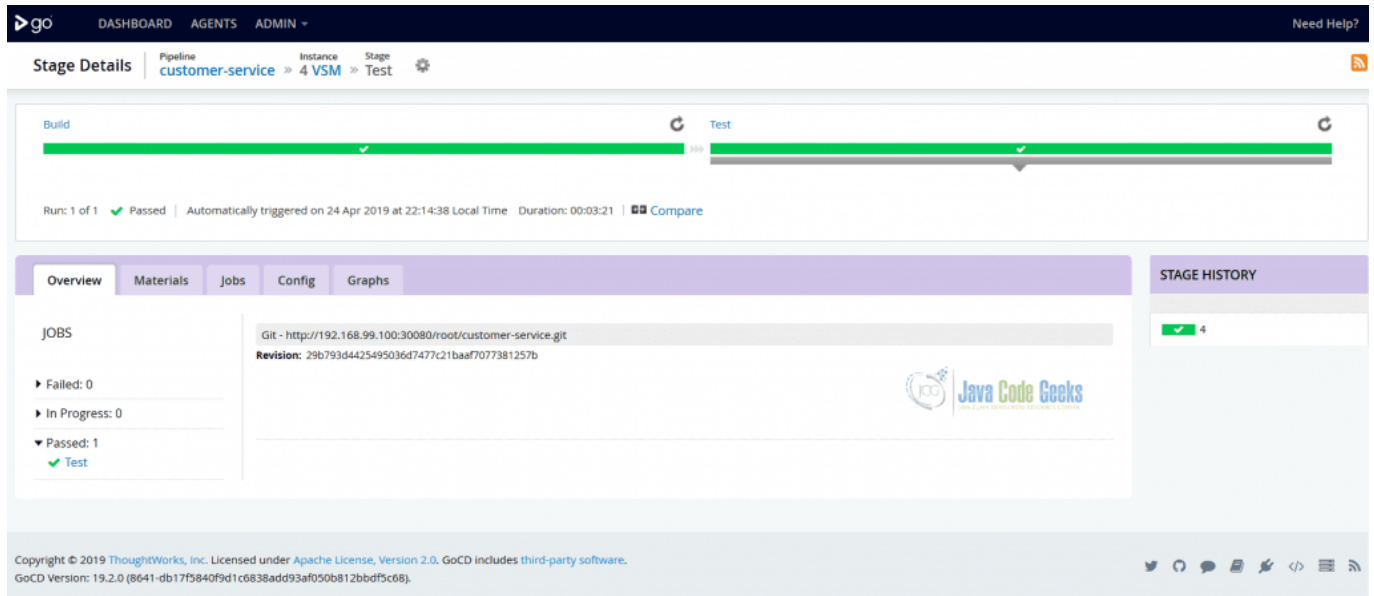 go DASHBOARD AGENTS ADMIN Need Help?
Stage Details
Pipeline Instance Stage
customer-service » 4 VSM » Test
Build Test
Run: 1 of 1 Passed | Automatically triggered on 24 Apr 2019 at 22:14:38 Local Time Duration: 00:03:21 | Compare
Overview Materials Jobs Config Graphs
STAGE HISTORY
4
JOBS
Failed: 0
In Progress: 0
Passed: 1
Test
Git - http://192.168.99.100:30080/root/customer-service.git
Revision: 29b793d4425495036d7477c21baaf7077381257b
JCG Java Code Geeks
Copyright © 2019 ThoughtWorks, Inc. Licensed under Apache License, Version 2.0. GoCD includes third-party software.
GoCD Version: 19.2.0 (8641-db17f5840f9d1c6838add93af050b812bbdf5c68).